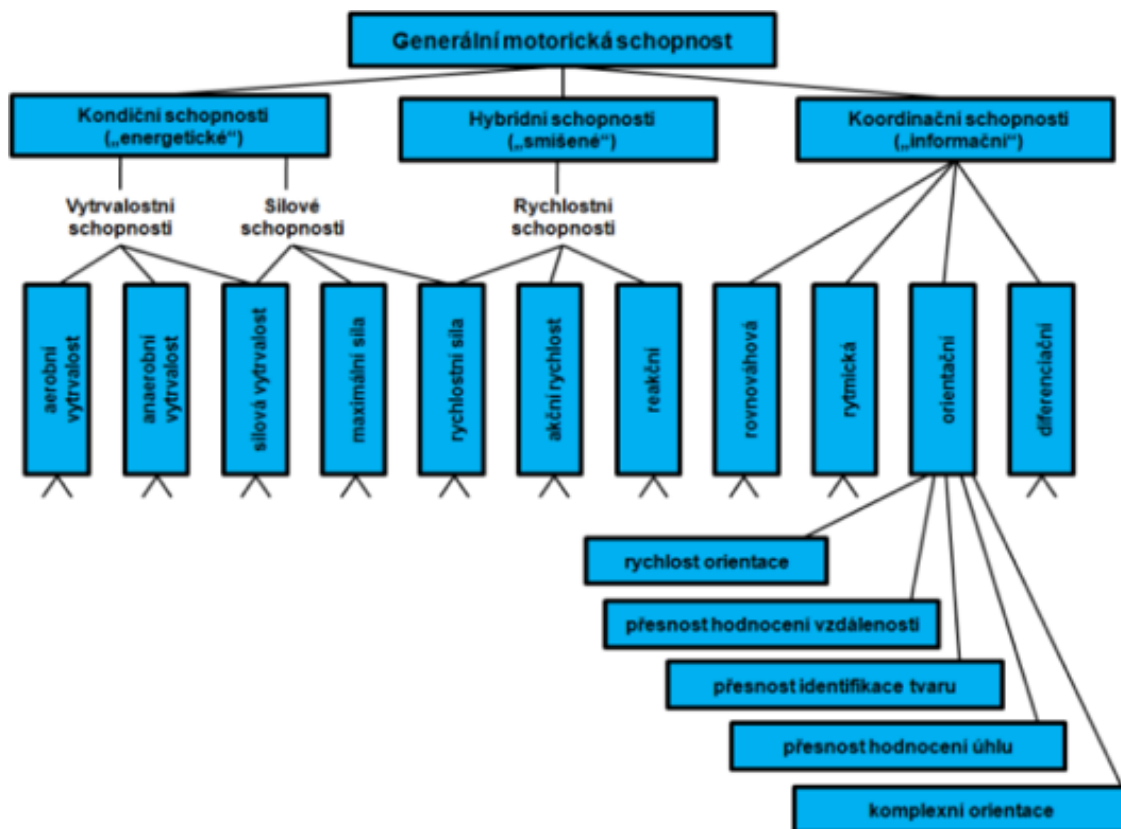 Generální motorická schopnost
Kondiční schopnosti
(„energetické“)
Hybridní schopnosti
(„smíšené“)
Koordinační schopnosti
(„informační“)
Vytrvalostní
schopnosti
Silové
schopnosti
Rychlostní
schopnosti
aerobní
vytrvalost
anaerobní
vytrvalost
silová vytrvalost
maximální síla
rychlostní síla
akční rychlost
reakční
rovnováhová
rytmická
orientační
diferenciační
rychlost orientace
přesnost hodnocení vzdálenosti
přesnost identifikace tvaru
přesnost hodnocení úhlu
komplexní orientace